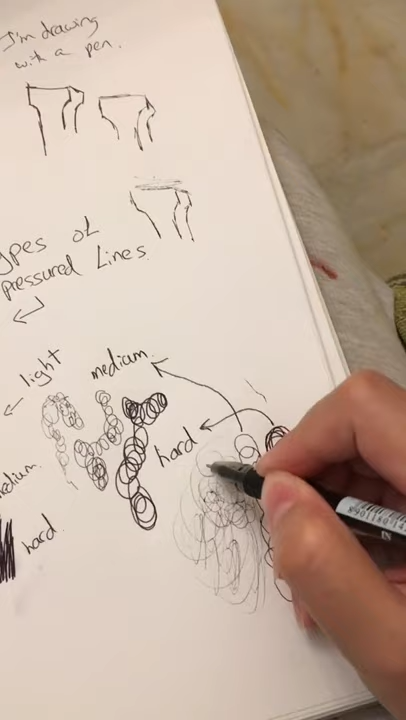 I'm drawing
with a pen.
ypes of
pressured Lines
light
medium
hard
edium.
hard